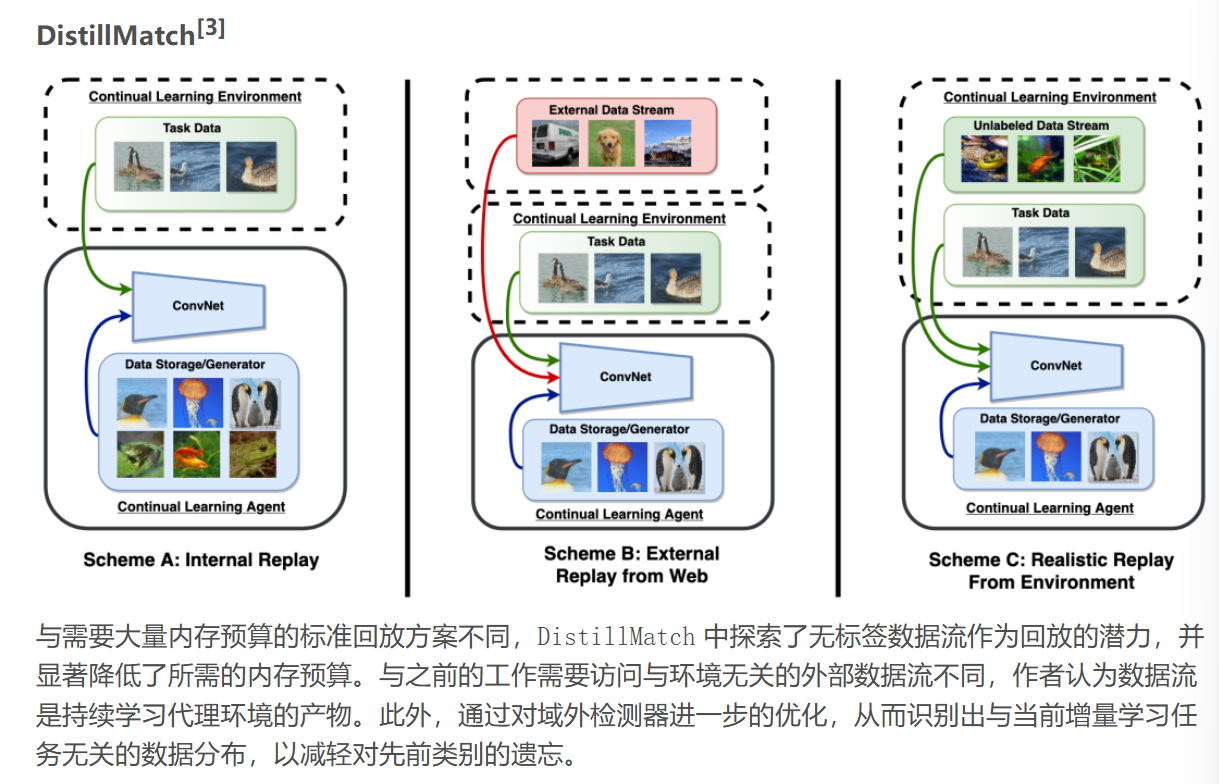 DistillMatch[3]
Continual Learning Environment
Task Data
ConvNet
Data Storage/Generator
Continual Learning Agent
Scheme A: Internal Replay
External Data Stream
Continual Learning Environment
Task Data
ConvNet
Data Storage/Generator
Continual Learning Agent
Scheme B: External
Replay from Web
Continual Learning Environment
Unlabeled Data Stream
Task Data
ConvNet
Data Storage/Generator
Continual Learning Agent
Scheme C: Realistic Replay
From Environment
与需要大量内存预算的标准回放方案不同，DistillMatch 中探索了无标签数据流作为回放的潜力，并
显著降低了所需的内存预算。与之前的工作需要访问与环境无关的外部数据流不同，作者认为数据流
是持续学习代理环境的产物。此外，通过对域外检测器进一步的优化，从而识别出与当前增量学习任
务无关的数据分布，以减轻对先前类别的遗忘。